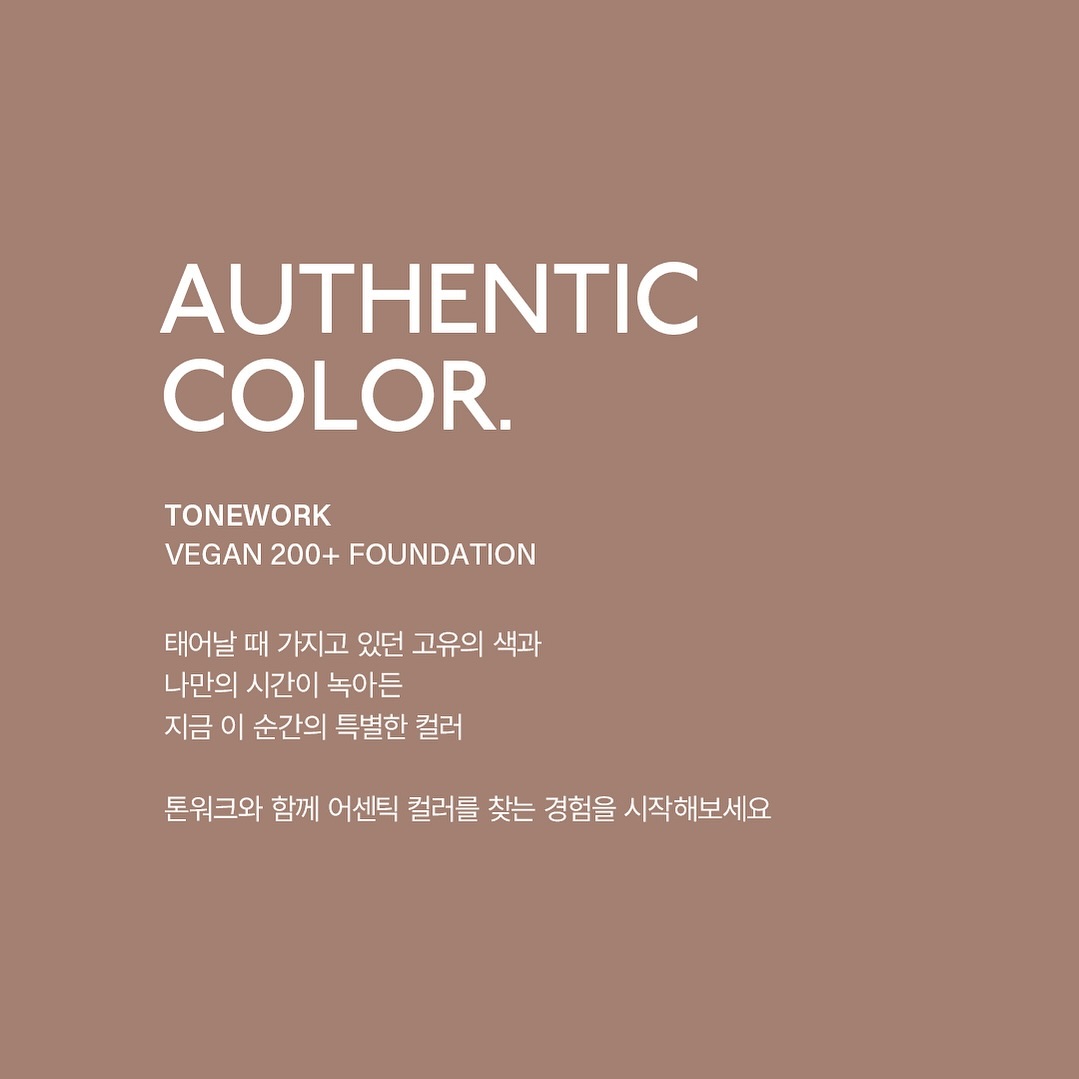 AUTHENTIC
COLOR.
TONEWORK
VEGAN 200+ FOUNDATION
태어날 때 가지고 있던 고유의 색과
나만의 시간이 녹아든
지금 이 순간의 특별한 컬러
톤워크와 함께 어센틱 컬러를 찾는 경험을 시작해보세요